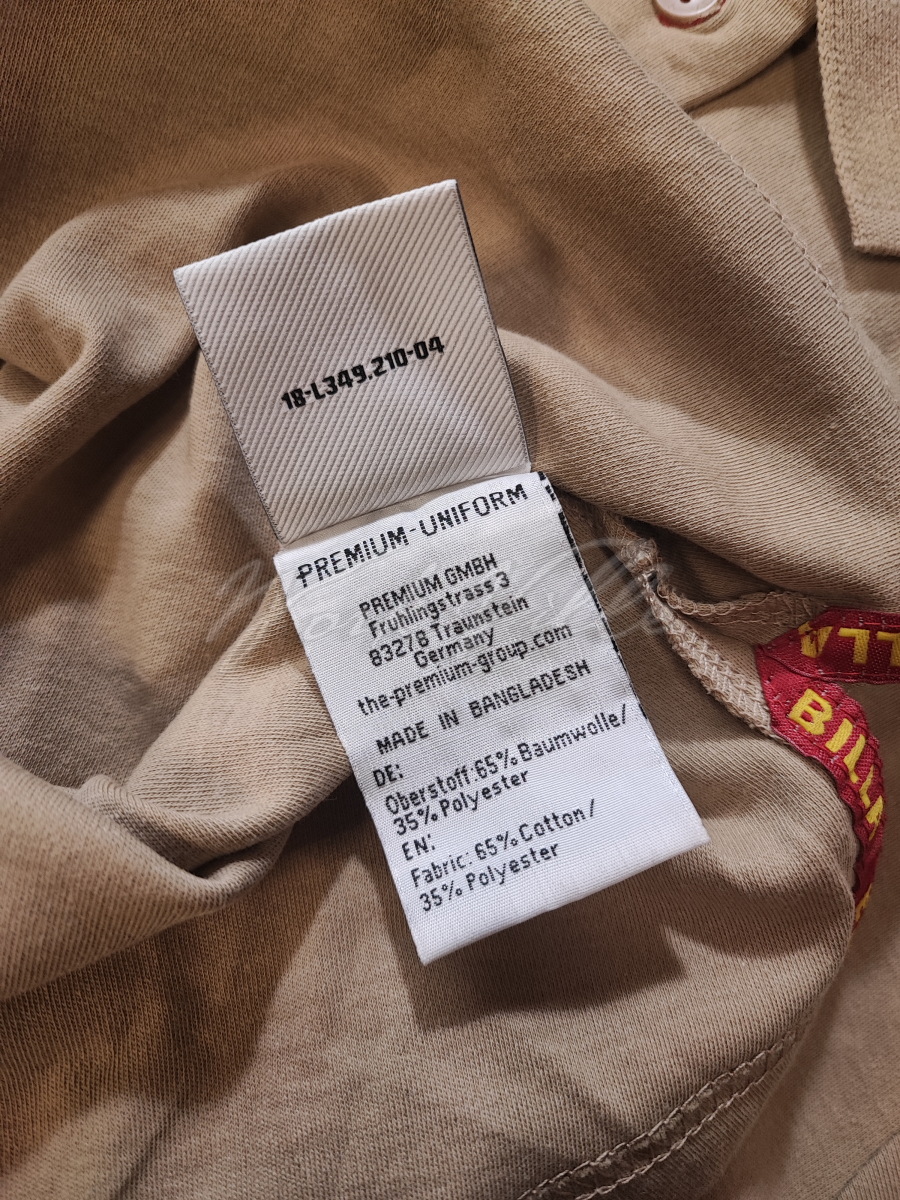 18-L349.210-04
PREMIUM-UNIFORM
PREMIUM GMBH
Fruhlingstrass 3
83278 Traunstein
Germany
the-premium-group.com
MADE IN BANGLADESH
DE:
Oberstoff:65% Baumwolle/
35% Polyester
EN:
Fabric: 65% Cotton/
35% Polyester